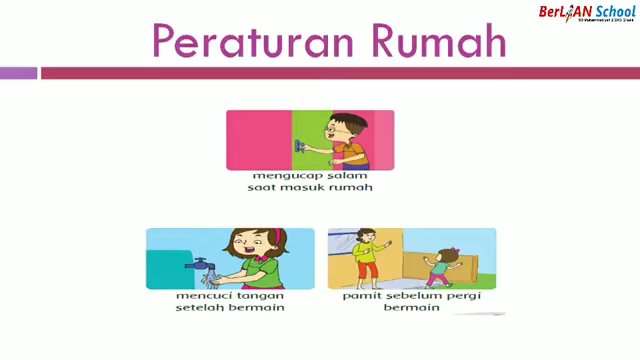 BerLIAN School
Peraturan Rumah
mengucap salam
saat masuk rumah
mencuci tangan
setelah bermain
pamit sebelum pergi
bermain